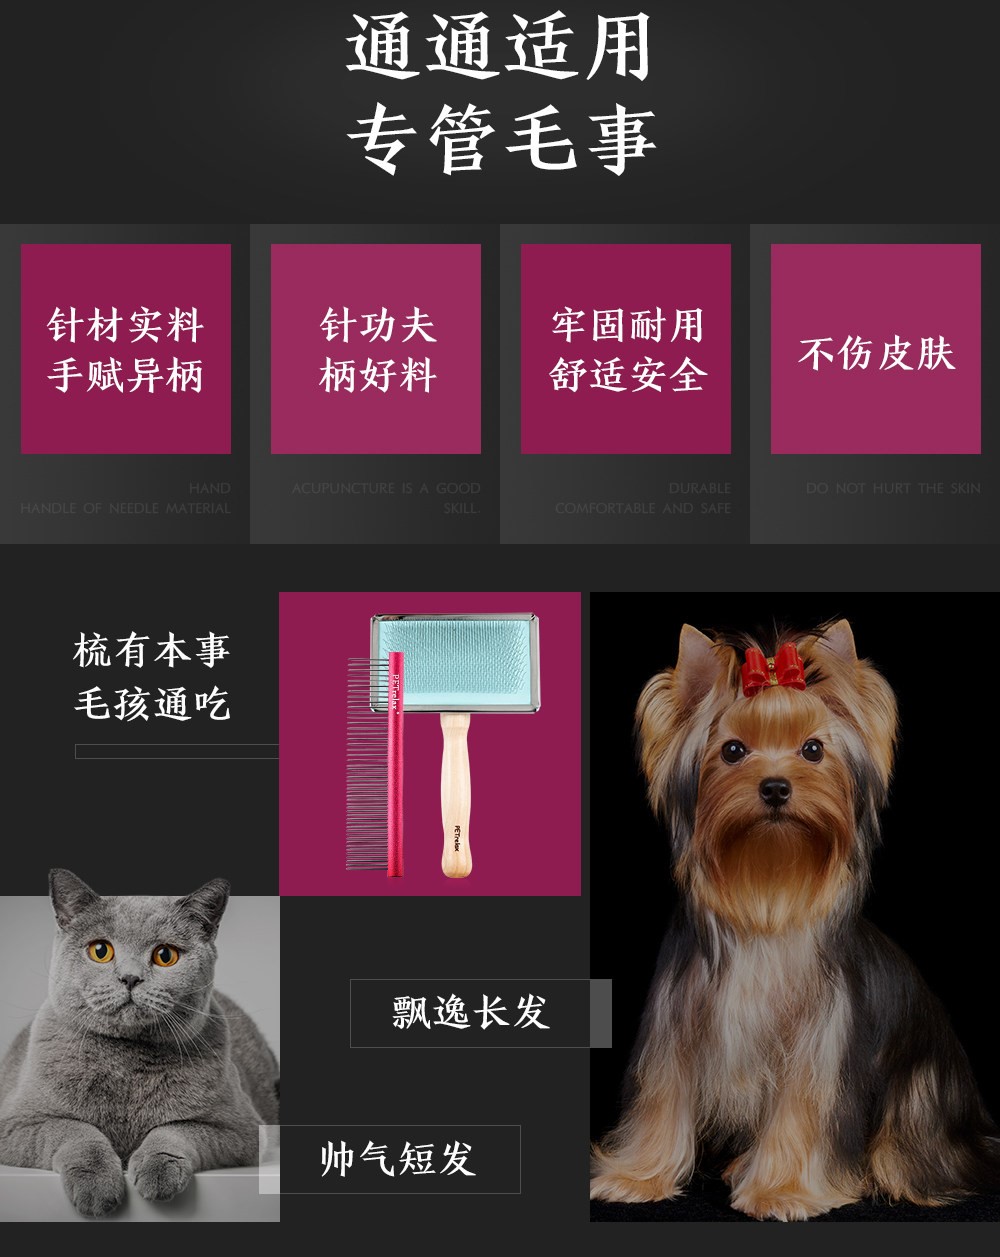 通通适用
专管毛事
针材实料
手赋异柄
针功夫
柄好料
牢固耐用
舒适安全
不伤皮肤
HAND
HANDLE OF NEEDLE MATERIAL
ACUPUNCTURE IS A GOOD
SKILL.
DURABLE
COMFORTABLE AND SAFE
DO NOT HURT THE SKIN
梳有本事
毛孩通吃
PETrelax
PETrelax
飘逸长发
帅气短发